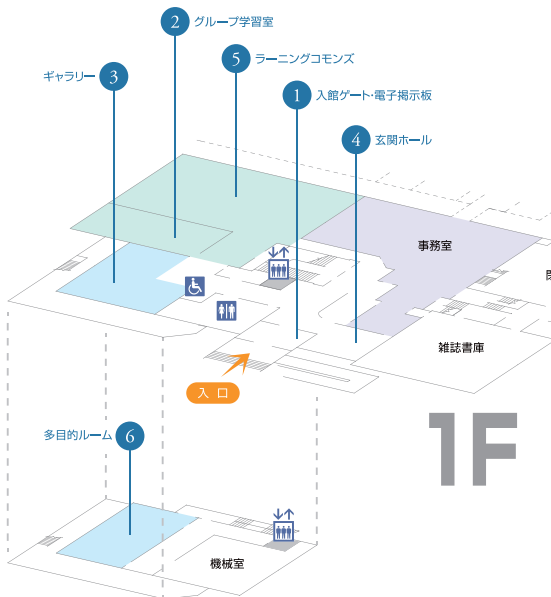 2 グループ学習室
5 ラーニングコモンズ
ギャラリー 3
1 入館ゲート・電子掲示板
4 玄関ホール
事務室
雑誌書庫
入口
1F
多目的ルーム 6
機械室